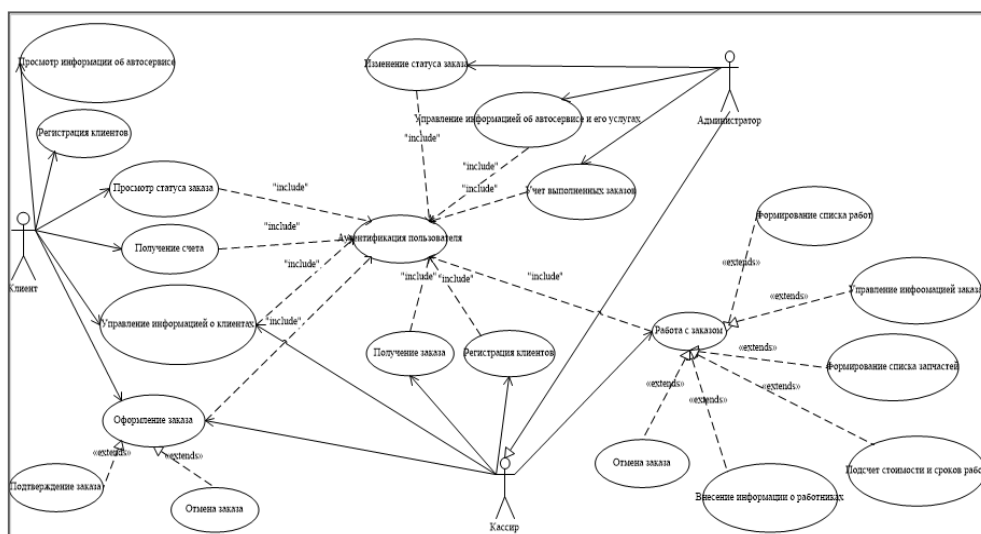 Просмотр информации об автосервисе
Изменение статуса заказа
Администратор
Регистрация клиентов
Управление информацией об автосервисе и его услугах
"include"
"include"
Просмотр статуса заказа
"include"
"include"
Учет выполненных заказов
Формирование списка работ
Получение счета
"include"
Аутентификация пользователя
Клиент
"include"
"include"
"include"
"include"
«extends»
Управление инфоомацией заказа
«extends»
Управление информацией о клиентах
"include"
Работа с заказом
Получение заказа
Регистрация клиентов
«extends»
Формирование списка запчастей
«extends»
«extends»
«extends»
Оформление заказа
«extends»
«extends»
Отмена заказа
Подсчет стоимости и сроков рабо
Подтверждение заказа
Отмена заказа
Внесение информации о работниках
Кассир